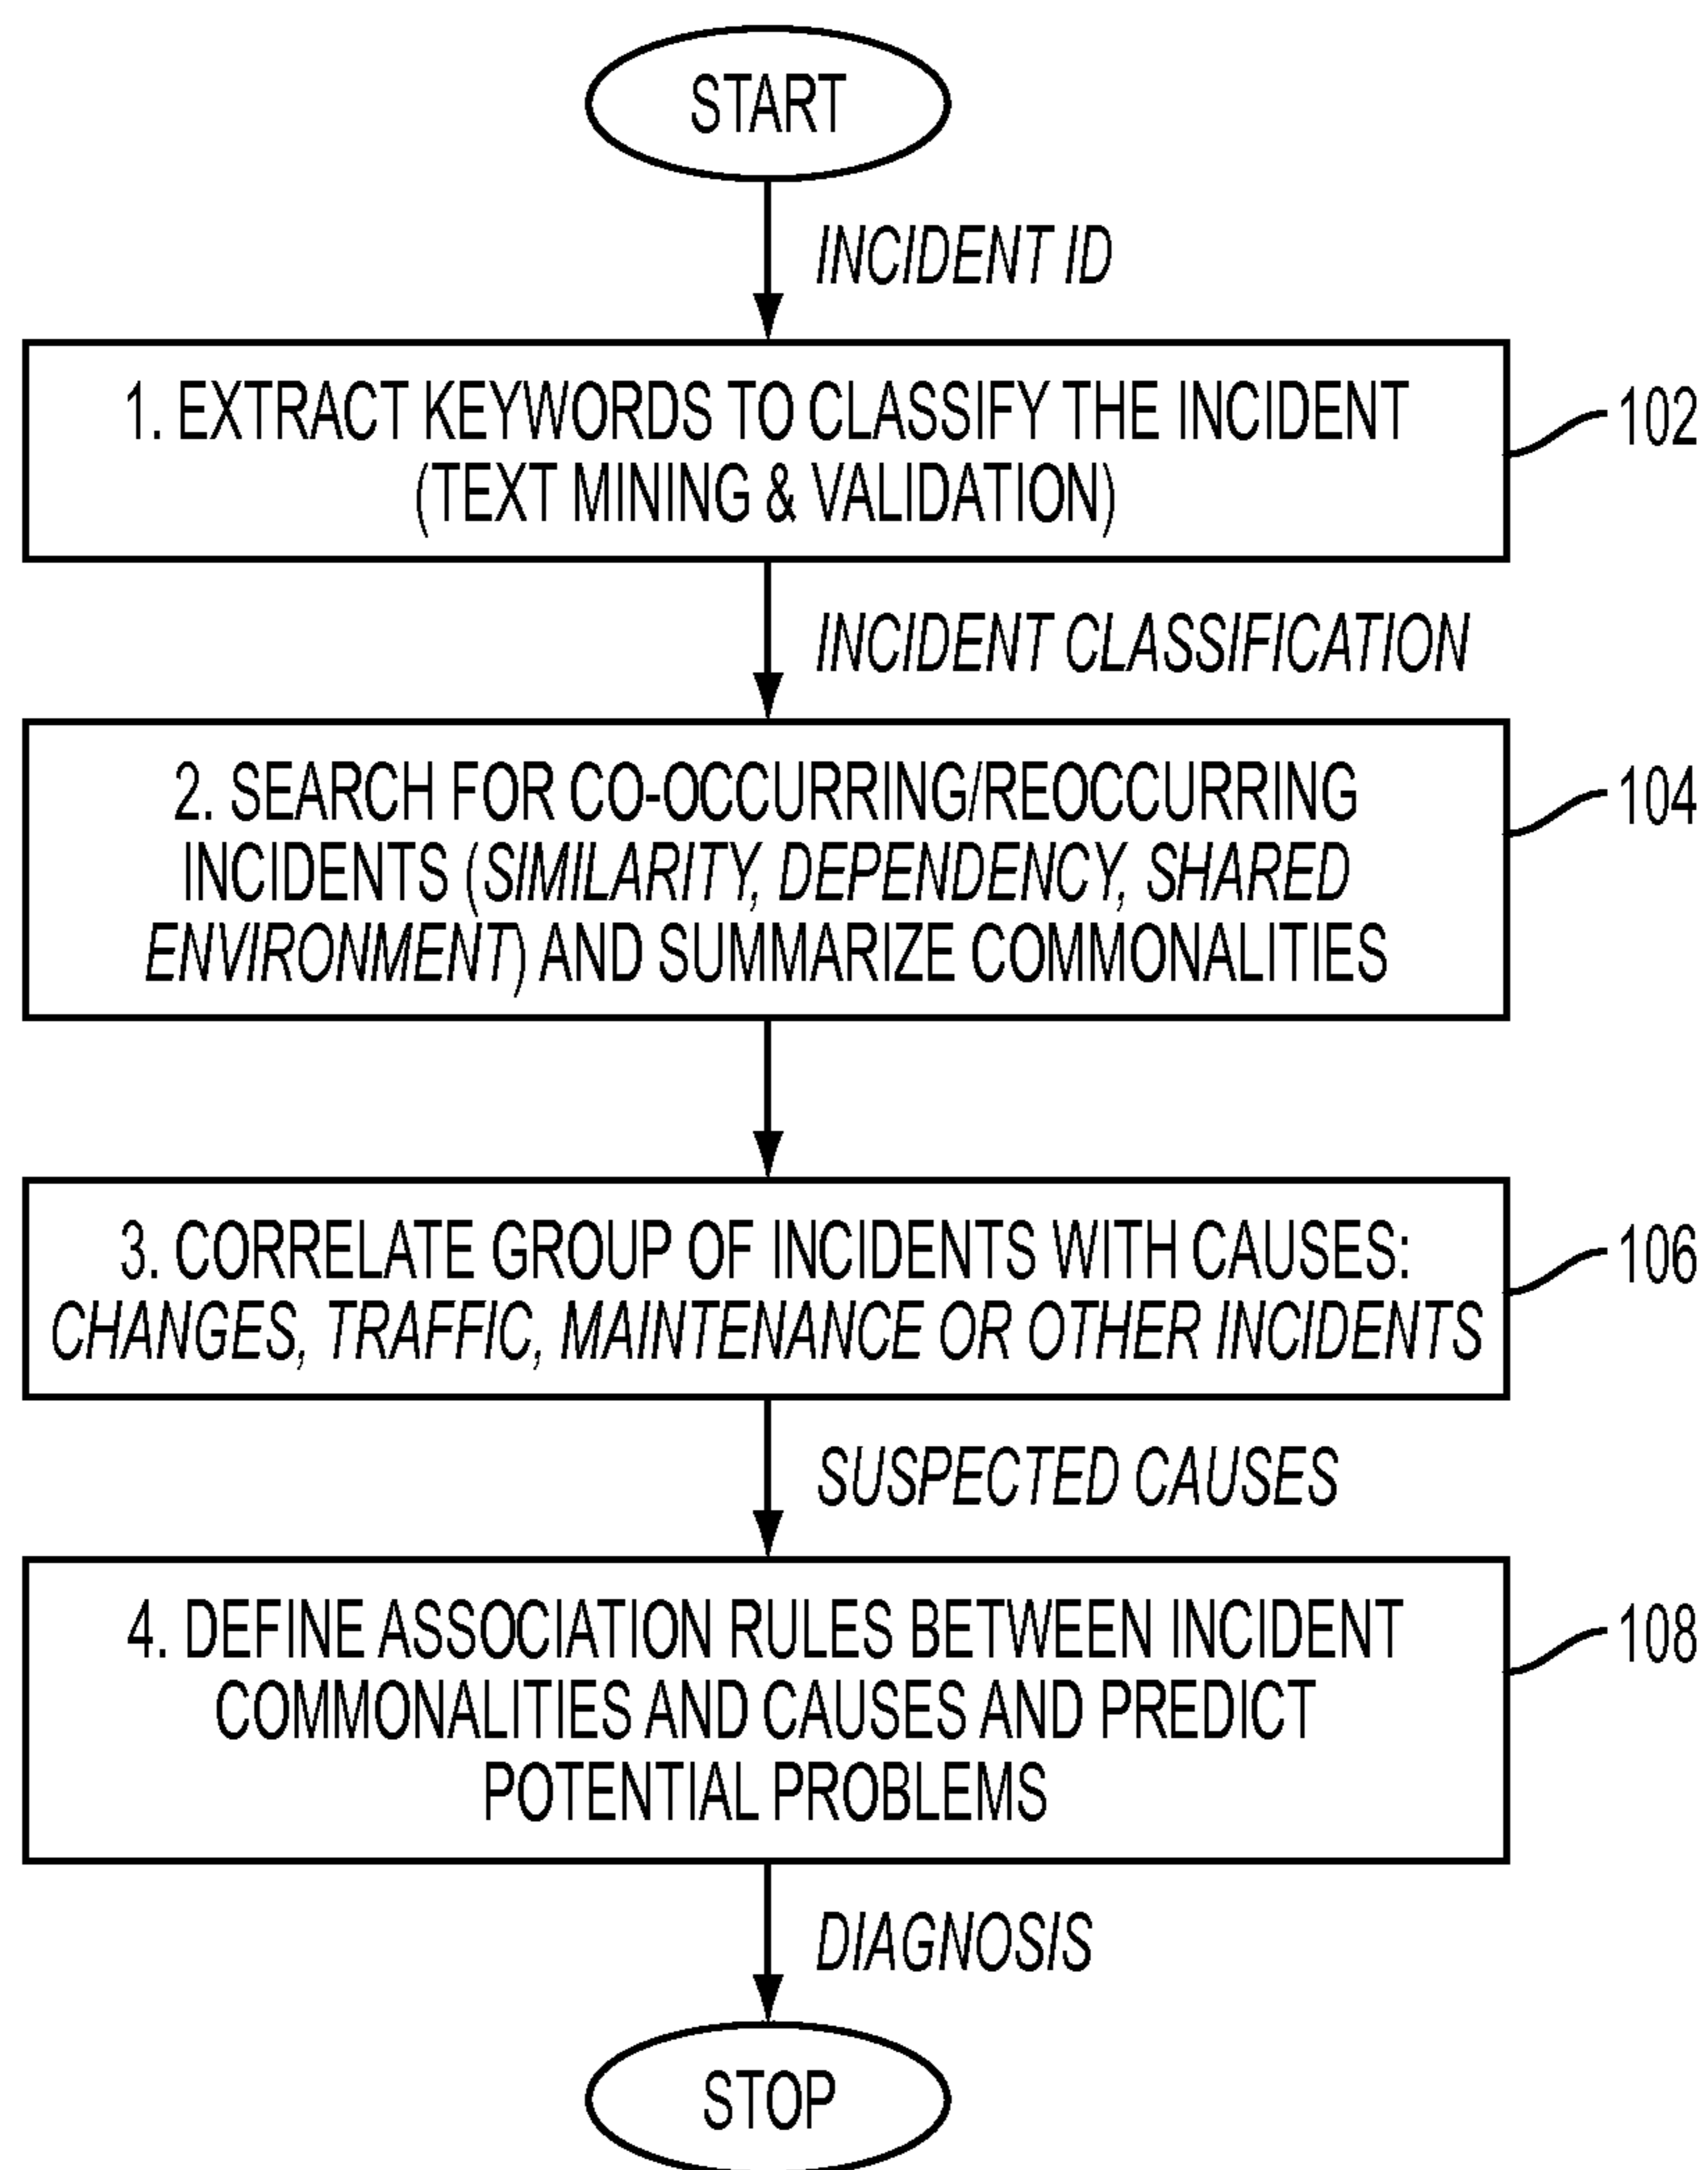 START
INCIDENT ID
1. EXTRACT KEYWORDS TO CLASSIFY THE INCIDENT
(TEXT MINING & VALIDATION)
102
INCIDENT CLASSIFICATION
2. SEARCH FOR CO-OCCURRING/REOCCURRING
INCIDENTS (SIMILARITY, DEPENDENCY, SHARED
ENVIRONMENT) AND SUMMARIZE COMMONALITIES
104
3. CORRELATE GROUP OF INCIDENTS WITH CAUSES:
CHANGES, TRAFFIC, MAINTENANCE OR OTHER INCIDENTS
106
SUSPECTED CAUSES
4. DEFINE ASSOCIATION RULES BETWEEN INCIDENT
COMMONALITIES AND CAUSES AND PREDICT
POTENTIAL PROBLEMS
108
DIAGNOSIS
STOP